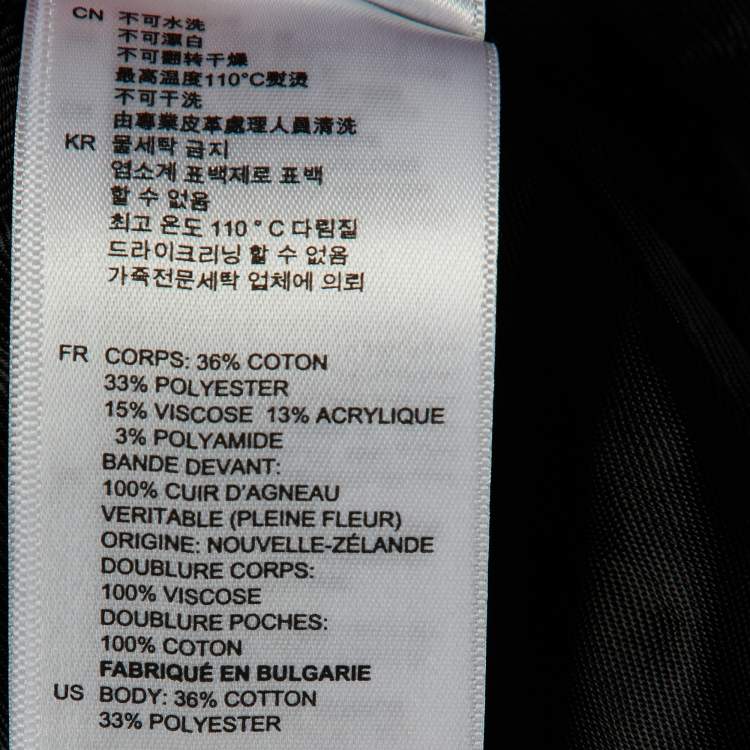 CN 不可水洗
不可漂白
不可翻转干燥
最高温度110°C熨烫
不可干洗
由專業皮革處理人員清洗
KR 물세탁 금지
염소계 표백제로 표백
할 수 없음
최고 온도 110 ° C 다림질
드라이크리닝 할 수 없음
가죽전문세탁 업체에 의뢰
FR CORPS: 36% COTON
33% POLYESTER
15% VISCOSE 13% ACRYLIQUE
3% POLYAMIDE
BANDE DEVANT:
100% CUIR D'AGNEAU
VERITABLE (PLEINE FLEUR)
ORIGINE: NOUVELLE-ZÉLANDE
DOUBLURE CORPS:
100% VISCOSE
DOUBLURE POCHES:
100% COTON
FABRIQUÉ EN BULGARIE
US BODY: 36% COTTON
33% POLYESTER